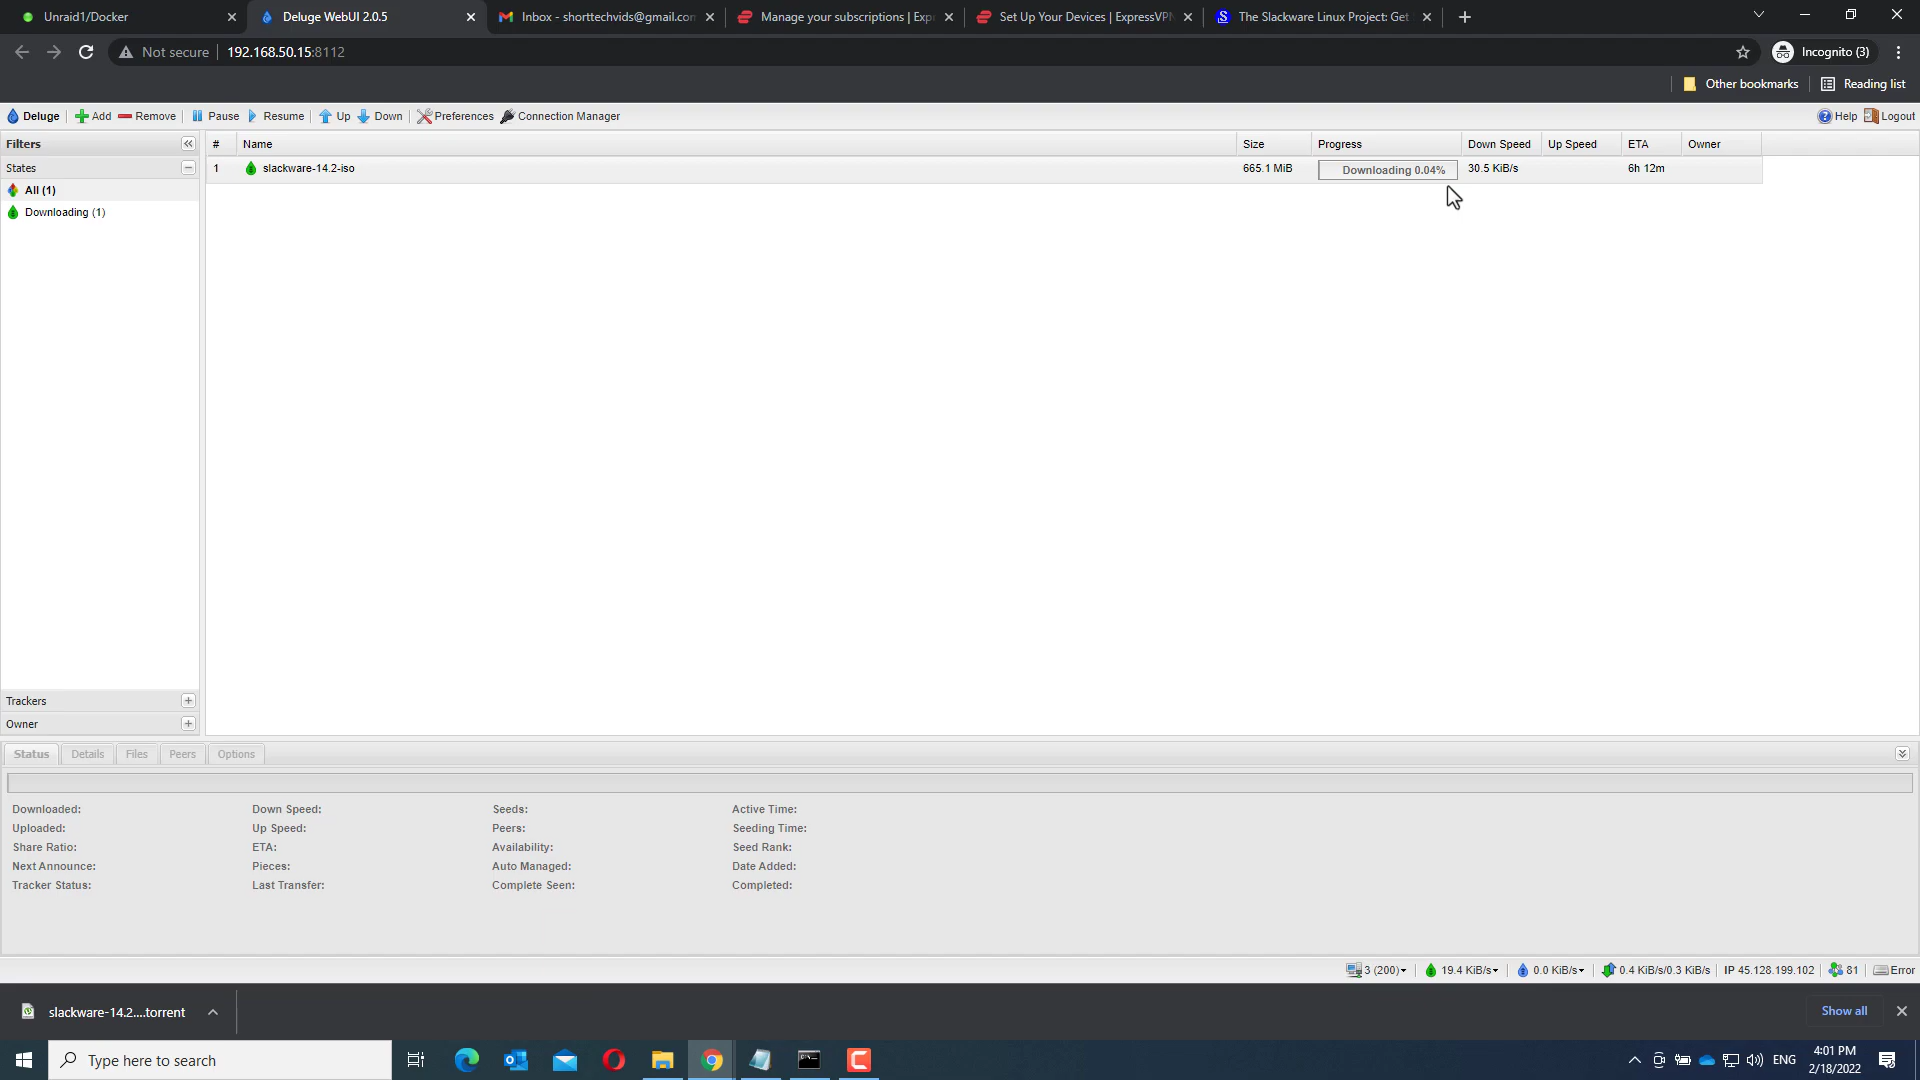 Unraid1/Docker
Deluge WebUI 2.0.5
Inbox - shorttechvids@gmail.con
Manage your subscriptions | Expr
Set Up Your Devices | ExpressVPN
The Slackware Linux Project: Get
Not secure
192.168.50.15:8112
Incognito (3)
Other bookmarks
Reading list
Deluge
Add
Remove
Pause
Resume
Up
Down
Preferences
Connection Manager
Help
Logout
Filters
# Name Size Progress Down Speed Up Speed ETA Owner
States
1 slackware-14.2-iso 665.1 MiB Downloading 0.04% 30.5 KiB/s 6h 12m
All (1)
Downloading (1)
Trackers
Owner
Status Details Files Peers Options
Downloaded: Down Speed: Seeds: Active Time:
Uploaded: Up Speed: Peers: Seeding Time:
Share Ratio: ETA: Availability: Seed Rank:
Next Announce: Pieces: Auto Managed: Date Added:
Tracker Status: Last Transfer: Complete Seen: Completed:
3 (200) 19.4 KiB/s 0.0 KiB/s 0.4 KiB/s/0.3 KiB/s IP 45.128.199.102 81 Error
slackware-14.2....torrent
Show all
Type here to search
ENG
4:01 PM
2/18/2022